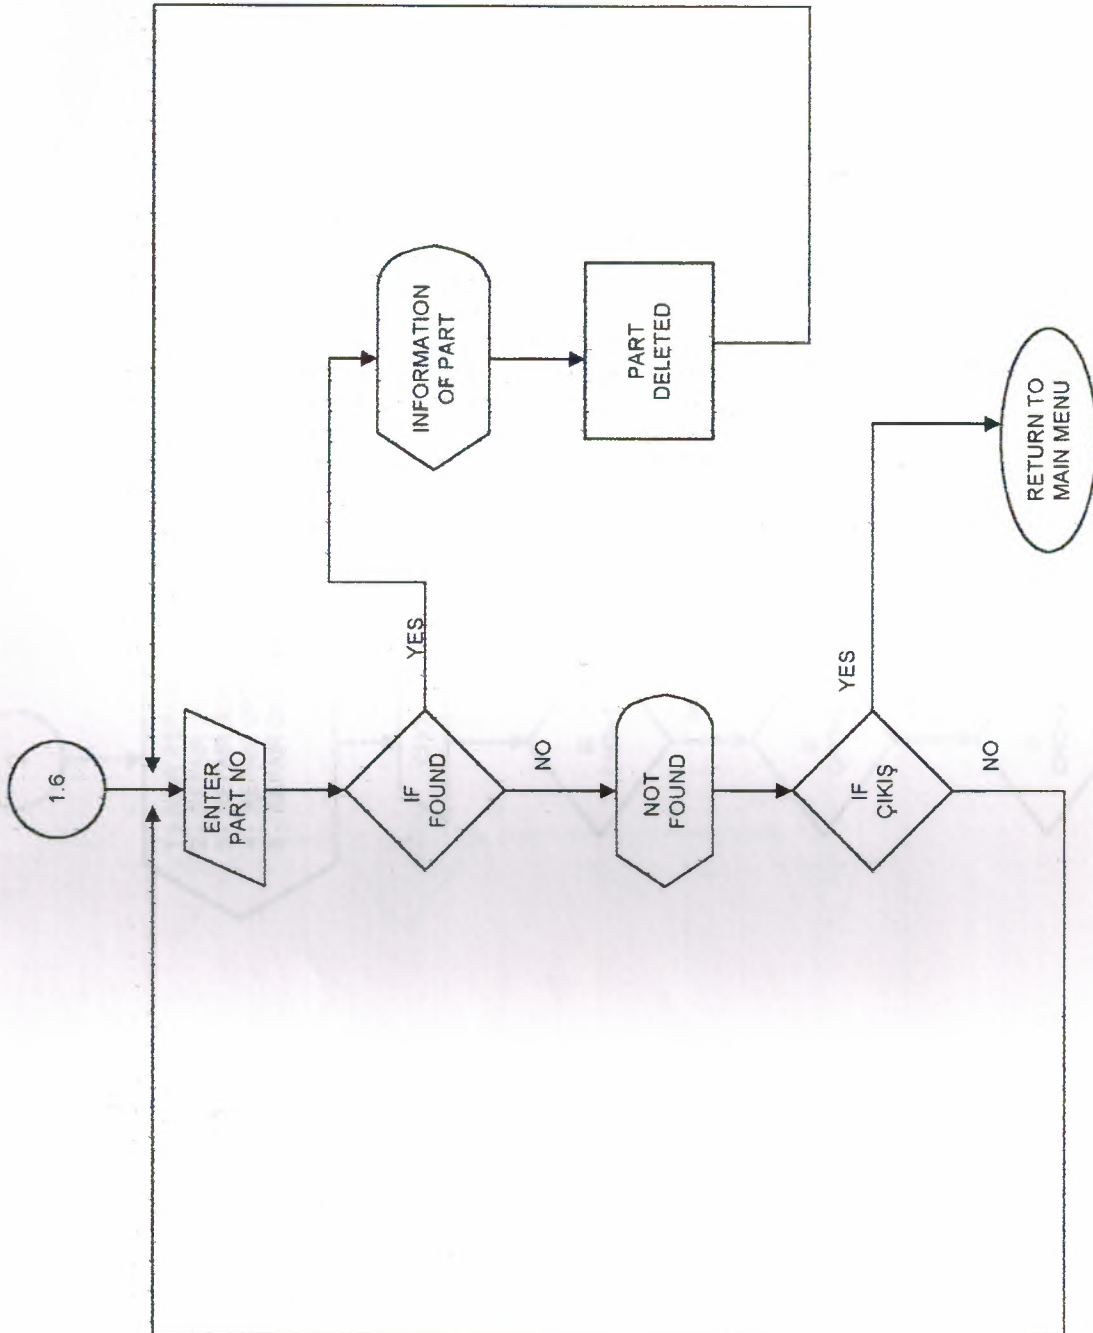 1.6
ENTER
PART NO
IF
FOUND
YES
NO
INFORMATION
OF PART
PART
DELETED
NOT
FOUND
IF
ÇIKIŞ
YES
NO
RETURN TO
MAIN MENU